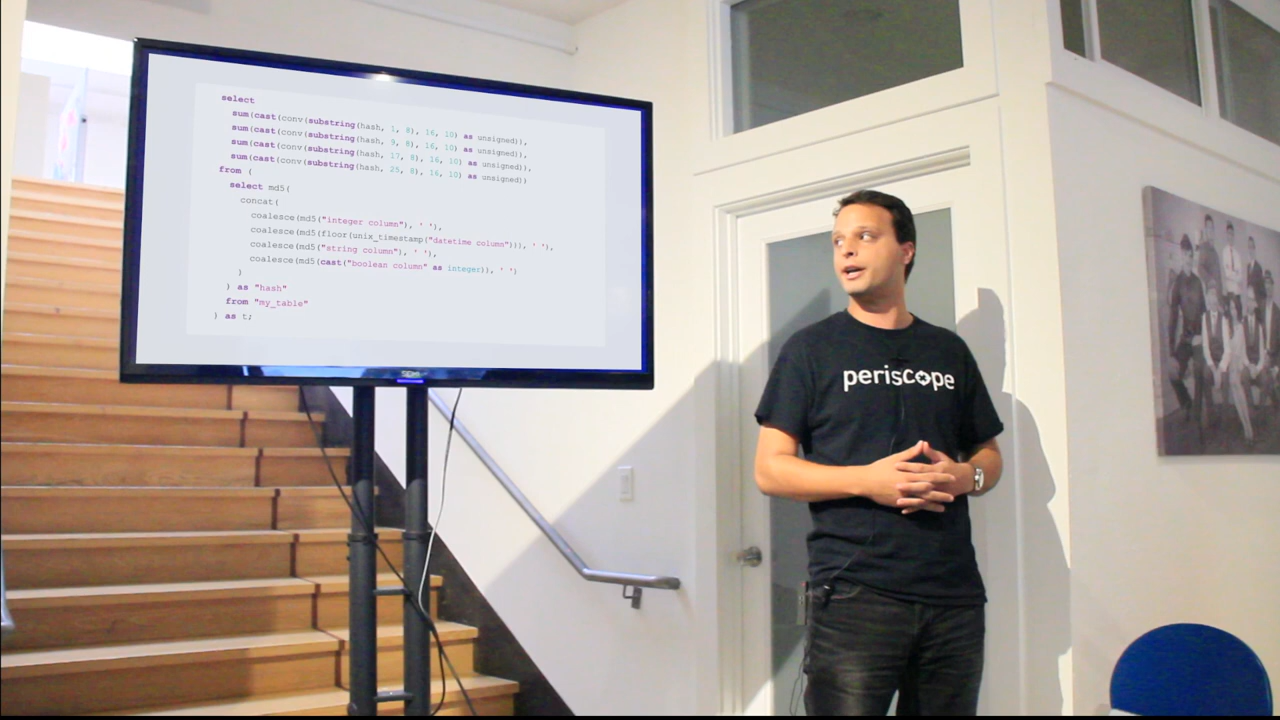 select
sum(cast(conv(substring(hash, 1, 8), 16, 10) as unsigned)),
sum(cast(conv(substring(hash, 9, 8), 16, 10) as unsigned)),
sum(cast(conv(substring(hash, 17, 8), 16, 10) as unsigned)),
sum(cast(conv(substring(hash, 25, 8), 16, 10) as unsigned))
from (
select md5(
concat(
coalesce(md5("integer column"), ' '),
coalesce(md5(floor(unix_timestamp("datetime column"))), ' '),
coalesce(md5("string column"), ' '),
coalesce(md5(cast("boolean column" as integer)), ' ')
)
) as "hash"
from "my_table"
) as t;
periscope